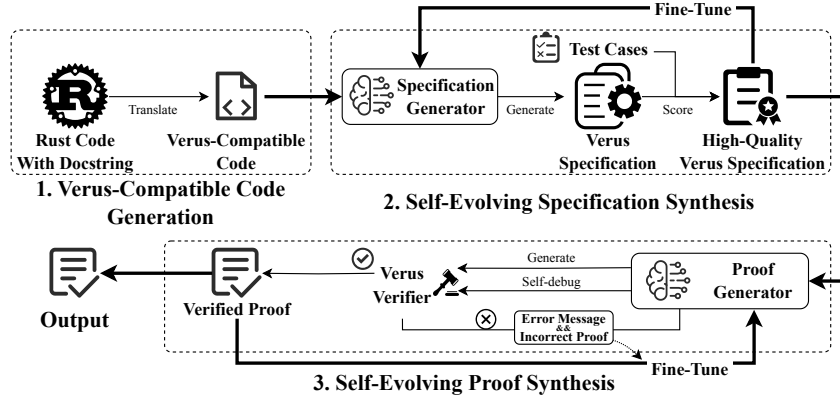 Fine-Tune
Test Cases
Specification
Generator
Translate
Generate
Score
Rust Code
With Docstring
Verus-Compatible
Code
Verus
Specification
High-Quality
Verus Specification
1. Verus-Compatible Code
Generation
2. Self-Evolving Specification Synthesis
Output
Verified Proof
Verus
Verifier
Generate
Self-debug
Proof
Generator
Error Message
&&
Incorrect Proof
Fine-Tune
3. Self-Evolving Proof Synthesis